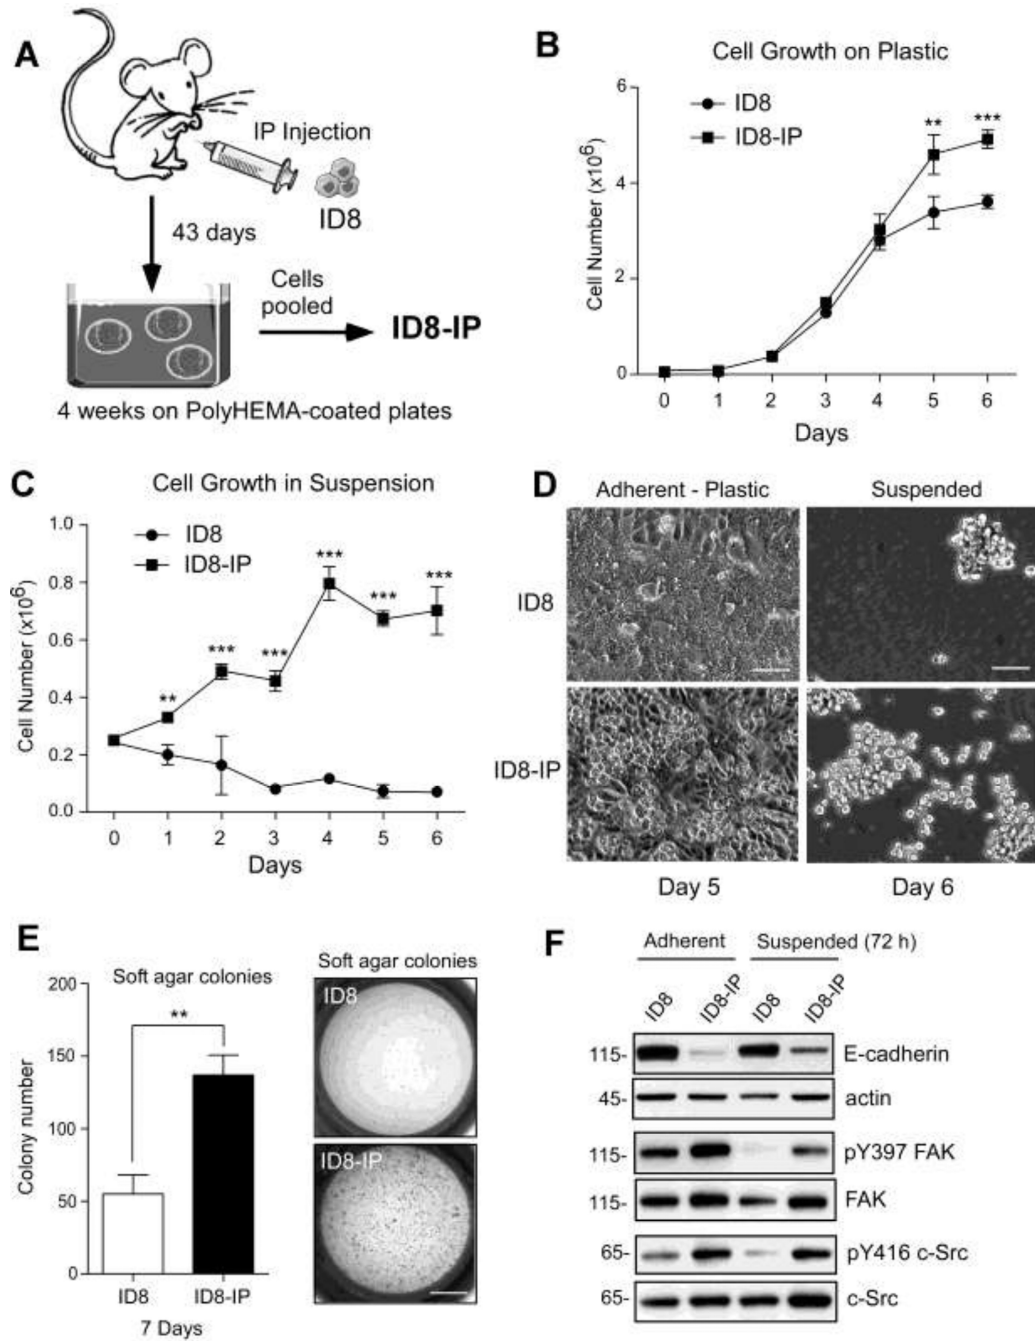 A
IP Injection
ID8
43 days
Cells
pooled
ID8-IP
4 weeks on PolyHEMA-coated plates
B
Cell Growth on Plastic
ID8
ID8-IP
** ***
Cell Number (x10⁶)
6
4
2
0
0 1 2 3 4 5 6
Days
C
Cell Growth in Suspension
ID8
ID8-IP
** *** *** *** *** ***
Cell Number (x10⁶)
1.0
0.8
0.6
0.4
0.2
0.0
0 1 2 3 4 5 6
Days
D
Adherent - Plastic Suspended
ID8
ID8-IP
Day 5 Day 6
E
Soft agar colonies
**
Colony number
200
150
100
50
0
ID8 ID8-IP
7 Days
Soft agar colonies
ID8
ID8-IP
F
Adherent Suspended (72 h)
ID8 ID8-IP ID8 ID8-IP
115- E-cadherin
45- actin
115- pY397 FAK
115- FAK
65- pY416 c-Src
65- c-Src